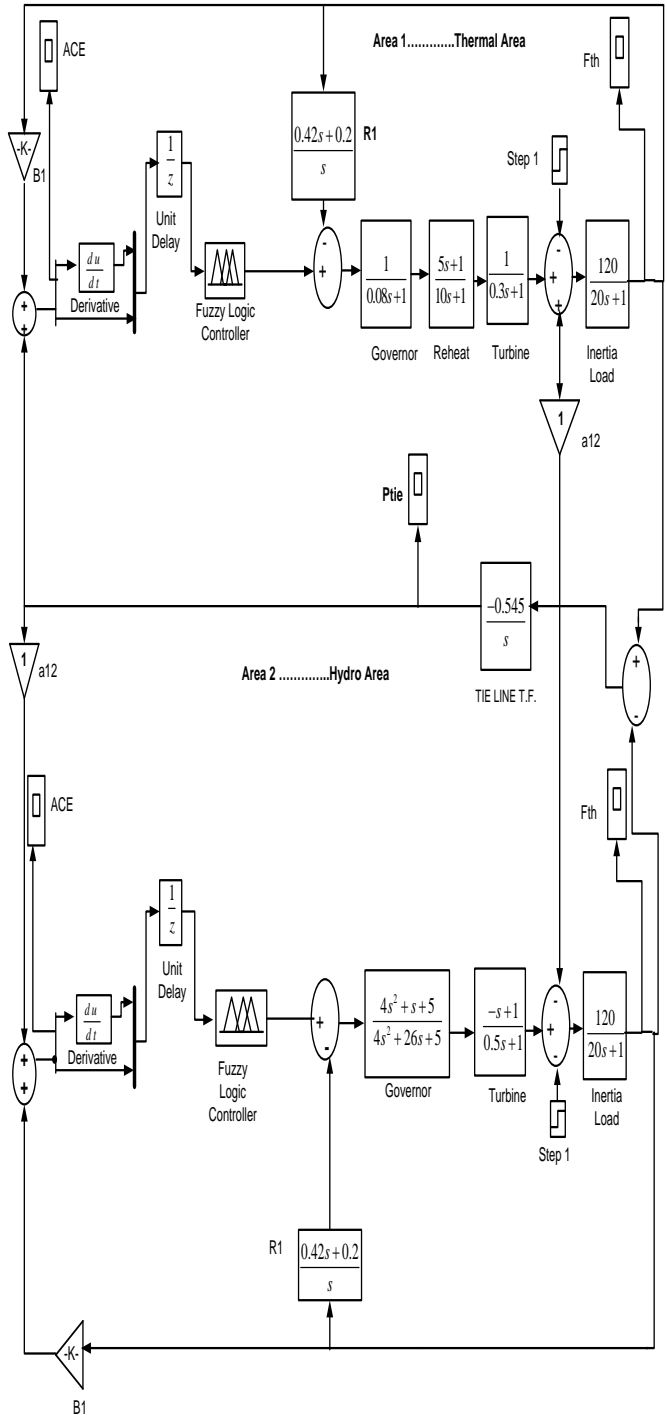 ACE
Area 1.............Thermal Area
Fth
-K-
B1
0.42s+0.2
s
R1
1
z
Unit
Delay
Step 1
du
dt
Derivative
Fuzzy Logic
Controller
-
+
1
0.08s+1
Governor
5s+1
10s+1
Reheat
1
0.3s+1
Turbine
-
+
+
120
20s+1
Inertia
Load
+
+
1
a12
Ptie
-0.545
s
TIE LINE T.F.
+
-
1
a12
Area 2 ..............Hydro Area
ACE
Fth
1
z
Unit
Delay
du
dt
Derivative
+
+
Fuzzy
Logic
Controller
+
-
4s²+s+5
4s²+26s+5
Governor
-s+1
0.5s+1
Turbine
-
+
-
120
20s+1
Inertia
Load
Step 1
R1
0.42s+0.2
s
-K-
B1